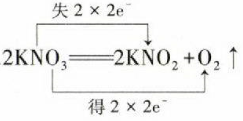 失 2 × 2e⁻
2KNO₃══2KNO₂+O₂↑
得 2 × 2e⁻